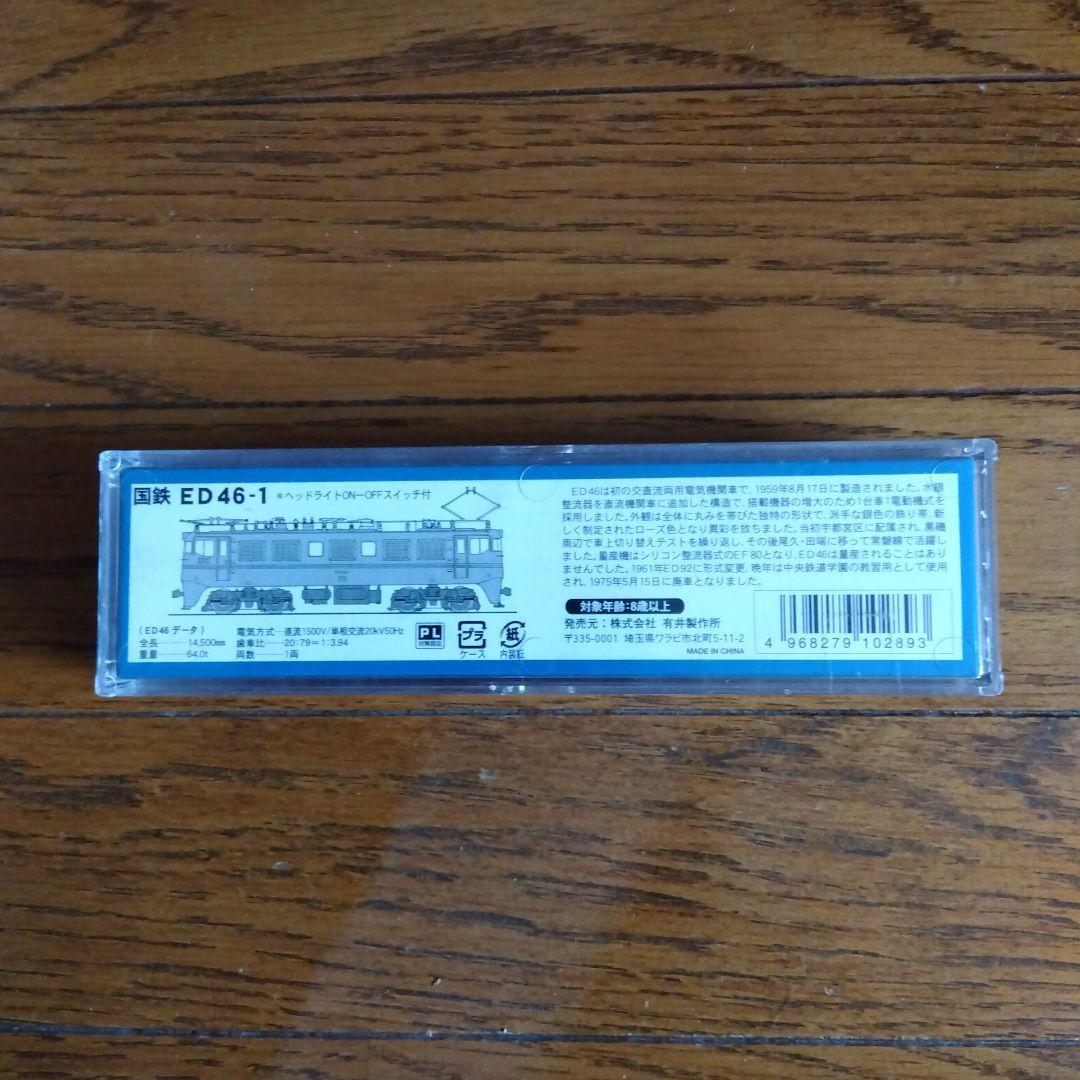 国鉄 ED46-1 *ヘッドライトON−OFFスイッチ付
(ED46データ)
全長 14,500mm
重量 64.0t
電気方式 直流1500V/単相交流20kV50Hz
歯車比 20:79=1:3.94
両数 1両
PL
対策商品
プラ
ケース
紙
内装紙
ED46は初の交直流両用電気機関車で、1959年8月17日に製造されました。水銀
整流器を直流機関車に追加した構造で、搭載機器の増大のため1台車1電動機式を
採用しました。外観は全体に丸みを帯びた独特の形状で、派手な銀色の飾り帯、新
しく制定されたローズ色となり異彩を放ちました。当初宇都宮区に配属され、黒磯
周辺で車上切り替えテストを繰り返し、その後尾久・田端に移って常磐線で活躍し
ました。量産機はシリコン整流器式のEF80となり、ED46は量産されることはあり
ませんでした。1961年ED92に形式変更、晩年は中央鉄道学園の教習用として使用
され、1975年5月15日に廃車となりました。
対象年齢:8歳以上
発売元:株式会社 有井製作所
〒335-0001 埼玉県ワラビ市北町5-11-2
MADE IN CHINA
4 968279 102893